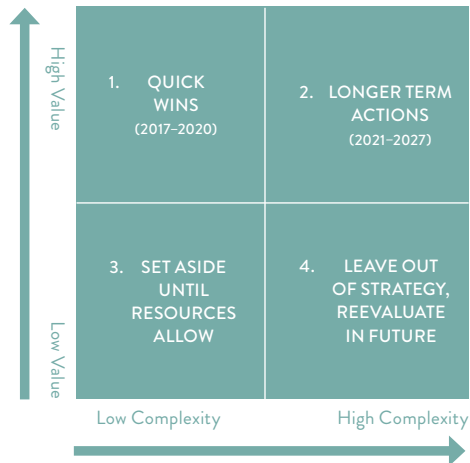 High Value
1. QUICK
WINS
(2017–2020)
2. LONGER TERM
ACTIONS
(2021–2027)
Low Value
3. SET ASIDE
UNTIL
RESOURCES
ALLOW
4. LEAVE OUT
OF STRATEGY,
REEVALUATE
IN FUTURE
Low Complexity
High Complexity